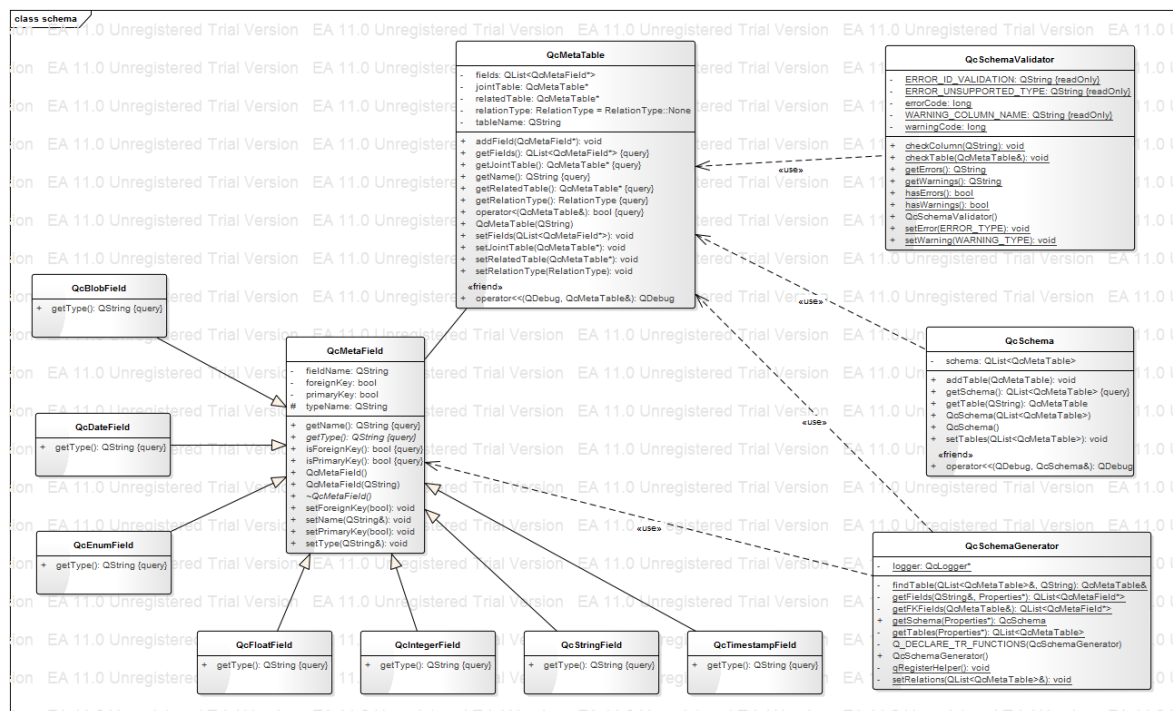 class schema
EA 11.0 Unregistered Trial Version
QcMetaTable
- fields: QList<QcMetaField*>
- jointTable: QcMetaTable*
- relatedTable: QcMetaTable*
- relationType: RelationType = RelationType::None
- tableName: QString
+ addField(QcMetaField*): void
+ getFields(): QList<QcMetaField*> {query}
+ getJointTable(): QcMetaTable* {query}
+ getName(): QString {query}
+ getRelatedTable(): QcMetaTable* {query}
+ getRelationType(): RelationType {query}
+ operator<(QcMetaTable&): bool {query}
+ QcMetaTable(QString)
+ setFields(QList<QcMetaField*>): void
+ setJointTable(QcMetaTable*): void
+ setRelatedTable(QcMetaTable*): void
+ setRelationType(RelationType): void
«friend»
+ operator<<(QDebug, QcMetaTable&): QDebug
QcSchemaValidator
- ERROR_ID_VALIDATION: QString {readOnly}
- ERROR_UNSUPPORTED_TYPE: QString {readOnly}
- errorCode: long
- WARNING_COLUMN_NAME: QString {readOnly}
- warningCode: long
+ checkColumn(QString): void
+ checkTable(QcMetaTable&): void
+ getErrors(): QString
+ getWarnings(): QString
+ hasErrors(): bool
+ hasWarnings(): bool
+ QcSchemaValidator()
+ setError(ERROR_TYPE): void
+ setWarning(WARNING_TYPE): void
«use»
«use»
«use»
«use»
QcBlobField
+ getType(): QString {query}
QcMetaField
- fieldName: QString
- foreignKey: bool
- primaryKey: bool
# typeName: QString
+ getName(): QString {query}
+ getType(): QString {query}
+ isForeignKey(): bool {query}
+ isPrimaryKey(): bool {query}
+ QcMetaField()
+ QcMetaField(QString)
+ ~QcMetaField()
+ setForeignKey(bool): void
+ setName(QString&): void
+ setPrimaryKey(bool): void
+ setType(QString&): void
QcSchema
- schema: QList<QcMetaTable>
+ addTable(QcMetaTable): void
+ getSchema(): QList<QcMetaTable> {query}
+ getTable(QString): QcMetaTable
+ QcSchema(QList<QcMetaTable>)
+ QcSchema()
+ setTables(QList<QcMetaTable>): void
«friend»
+ operator<<(QDebug, QcSchema&): QDebug
QcDateField
+ getType(): QString {query}
QcEnumField
+ getType(): QString {query}
QcSchemaGenerator
- logger: QcLogger*
- findTable(QList<QcMetaTable>&, QString): QcMetaTable&
- getFields(QString&, Properties*): QList<QcMetaField*>
- getFKFields(QcMetaTable&): QList<QcMetaField*>
+ getSchema(Properties*): QcSchema
- getTables(Properties*): QList<QcMetaTable>
- Q_DECLARE_TR_FUNCTIONS(QcSchemaGenerator)
+ QcSchemaGenerator()
- qRegisterHelper(): void
- setRelations(QList<QcMetaTable>&): void
QcFloatField
+ getType(): QString {query}
QcIntegerField
+ getType(): QString {query}
QcStringField
+ getType(): QString {query}
QcTimestampField
+ getType(): QString {query}